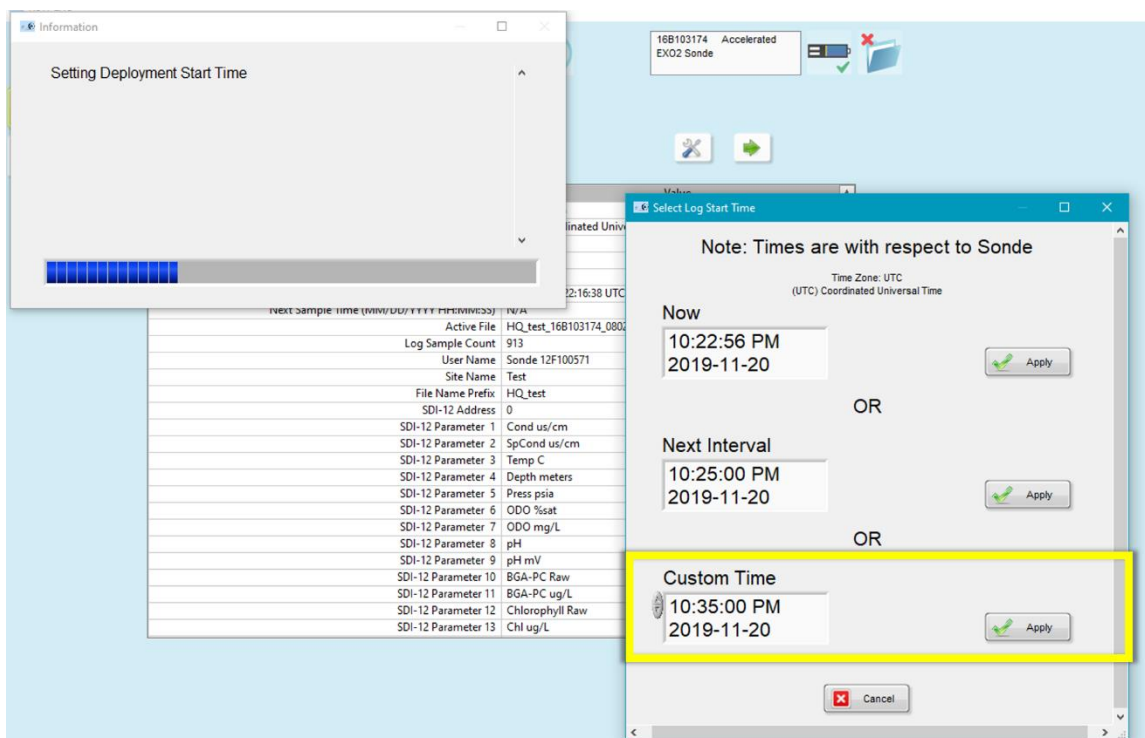 Information
Setting Deployment Start Time
16B103174 Accelerated
EXO2 Sonde
Value
22:16:38 UTC
Next Sample Time (MM/DD/YYYY HH:MM:SS) N/A
Active File HQ_test_16B103174_080
Log Sample Count 913
User Name Sonde 12F100571
Site Name Test
File Name Prefix HQ_test
SDI-12 Address 0
SDI-12 Parameter 1 Cond us/cm
SDI-12 Parameter 2 SpCond us/cm
SDI-12 Parameter 3 Temp C
SDI-12 Parameter 4 Depth meters
SDI-12 Parameter 5 Press psia
SDI-12 Parameter 6 ODO %sat
SDI-12 Parameter 7 ODO mg/L
SDI-12 Parameter 8 pH
SDI-12 Parameter 9 pH mV
SDI-12 Parameter 10 BGA-PC Raw
SDI-12 Parameter 11 BGA-PC ug/L
SDI-12 Parameter 12 Chlorophyll Raw
SDI-12 Parameter 13 Chl ug/L
Select Log Start Time
Note: Times are with respect to Sonde
Time Zone: UTC
(UTC) Coordinated Universal Time
Now
10:22:56 PM
2019-11-20
Apply
OR
Next Interval
10:25:00 PM
2019-11-20
Apply
OR
Custom Time
10:35:00 PM
2019-11-20
Apply
Cancel